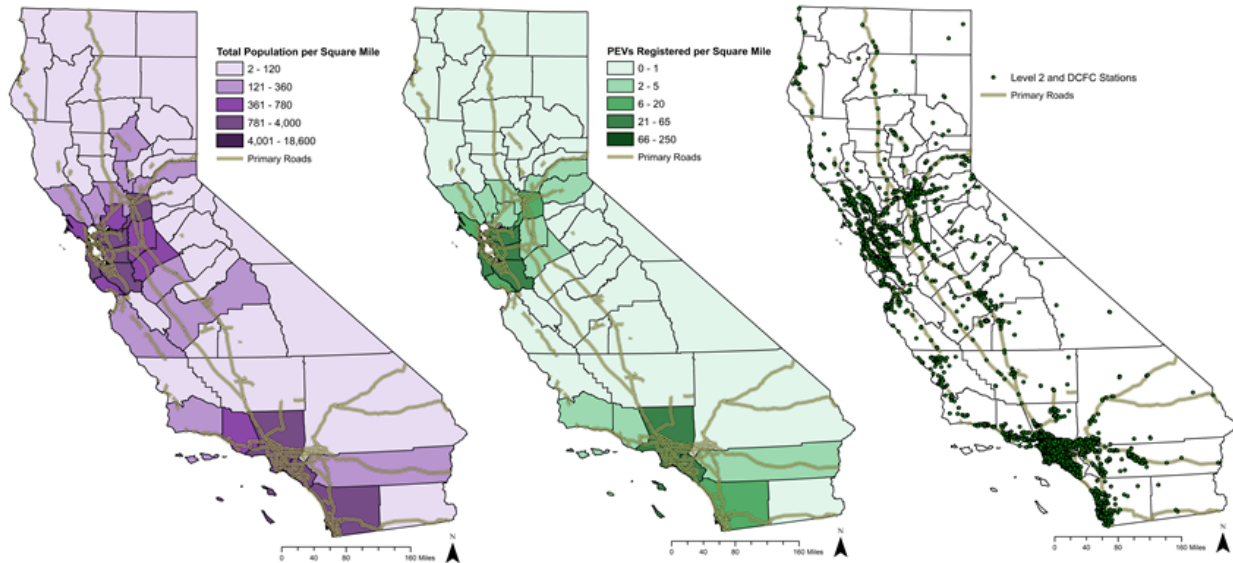 Total Population per Square Mile
2 - 120
121 - 360
361 - 780
781 - 4,000
4,001 - 18,600
Primary Roads
N
0 40 80 160 Miles
PEVs Registered per Square Mile
0 - 1
2 - 5
6 - 20
21 - 65
66 - 250
Primary Roads
N
0 40 80 160 Miles
Level 2 and DCFC Stations
Primary Roads
N
0 40 80 160 Miles